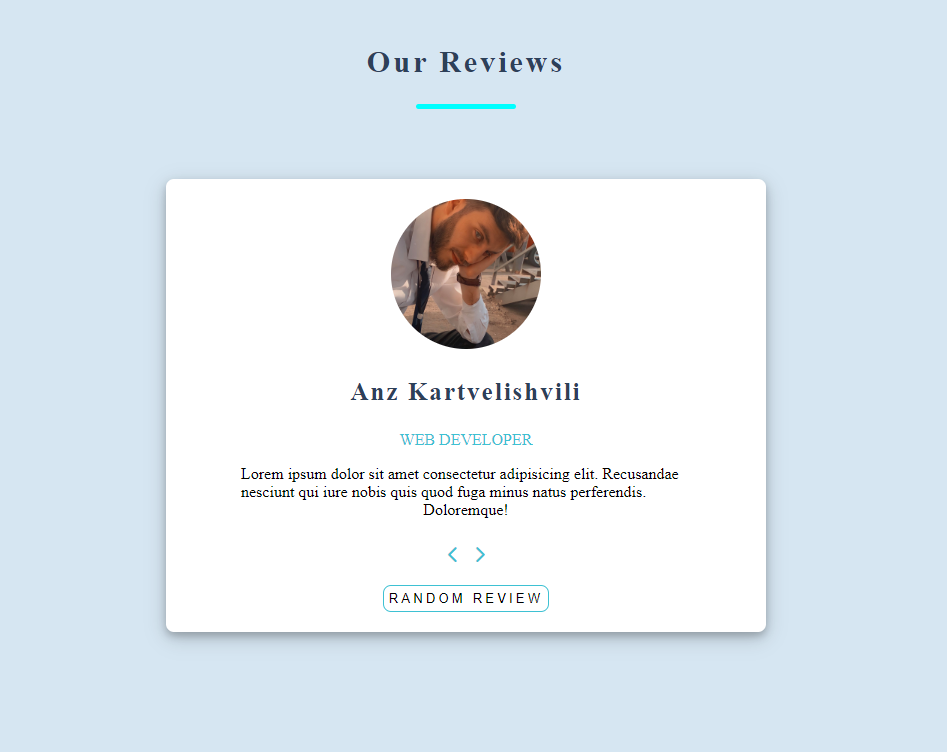 Our Reviews
Anz Kartvelishvili
WEB DEVELOPER
Lorem ipsum dolor sit amet consectetur adipisicing elit. Recusandae
nesciunt qui iure nobis quis quod fuga minus natus perferendis.
Doloremque!
RANDOM REVIEW